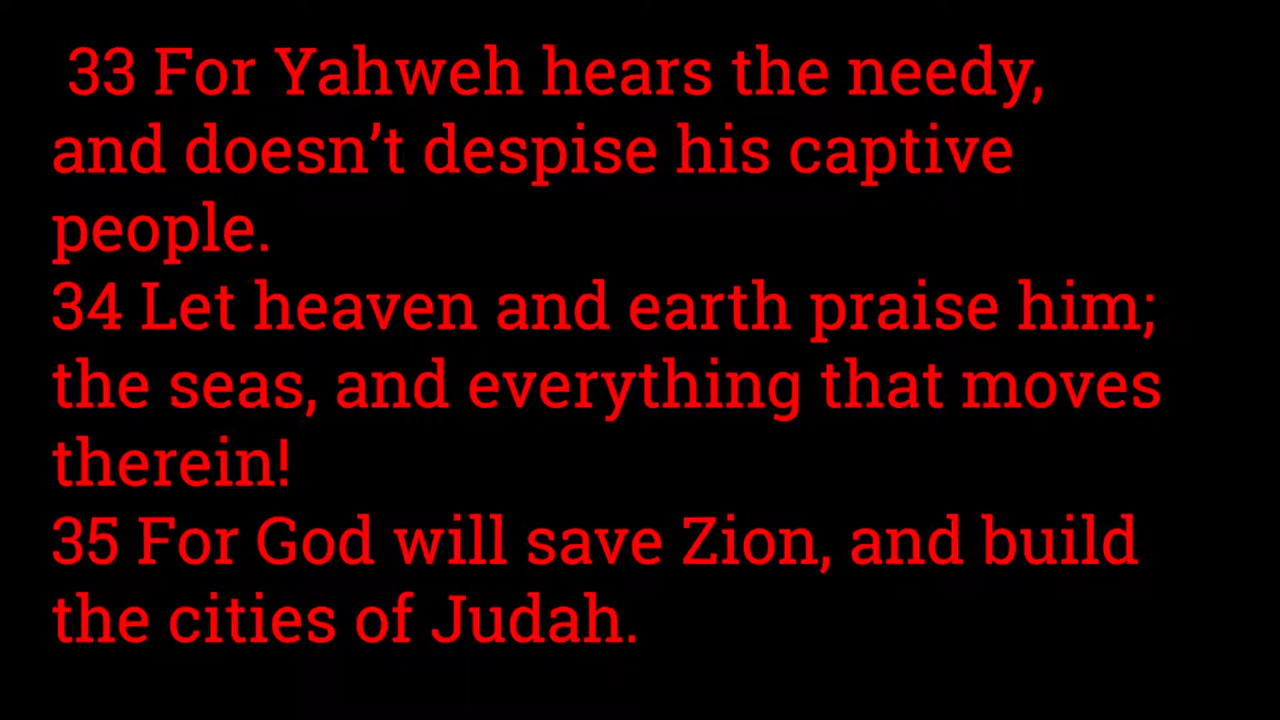 33 For Yahweh hears the needy,
and doesn’t despise his captive
people.
34 Let heaven and earth praise him;
the seas, and everything that moves
therein!
35 For God will save Zion, and build
the cities of Judah.